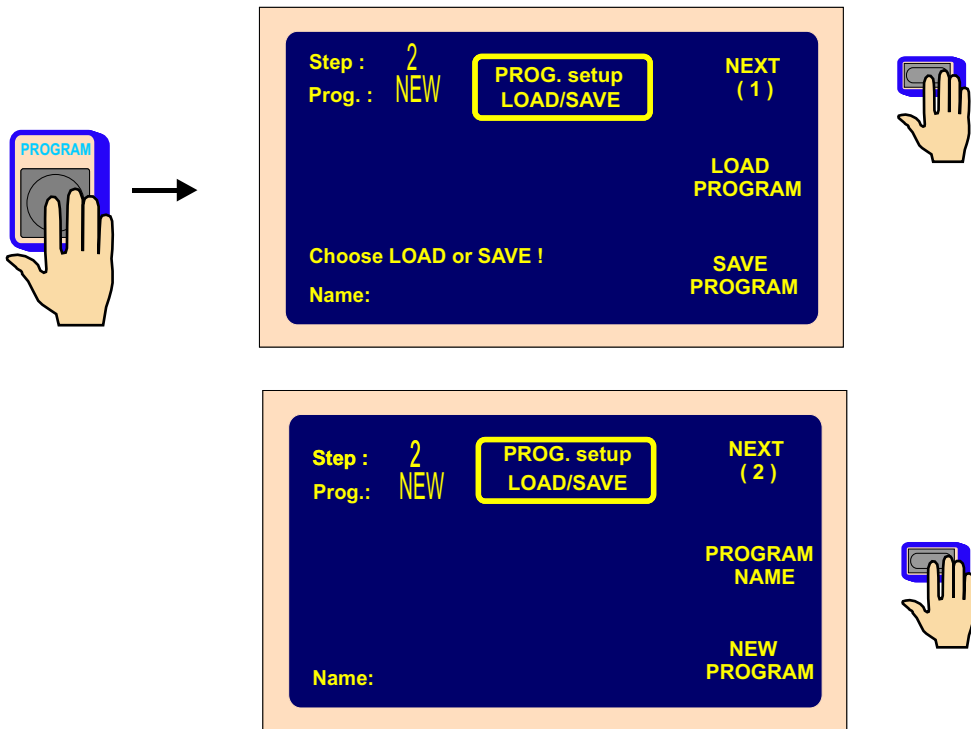 PROGRAM
Step : 2
Prog. : NEW
PROG. setup
LOAD/SAVE
NEXT
( 1 )
LOAD
PROGRAM
Choose LOAD or SAVE !
Name:
SAVE
PROGRAM
Step : 2
Prog.: NEW
PROG. setup
LOAD/SAVE
NEXT
( 2 )
PROGRAM
NAME
Name:
NEW
PROGRAM